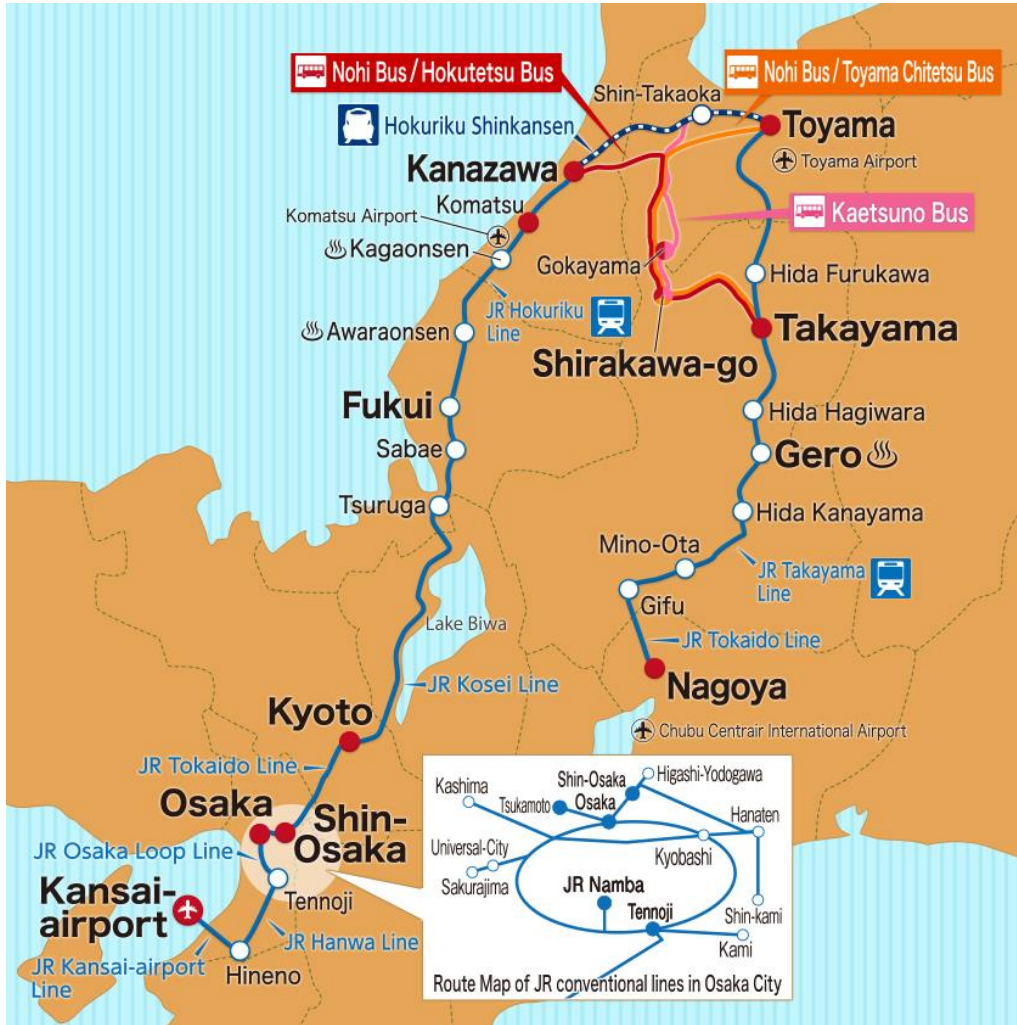 Nohi Bus / Hokutetsu Bus
Nohi Bus / Toyama Chitetsu Bus
Shin-Takaoka
Hokuriku Shinkansen
Toyama
Toyama Airport
Kanazawa
Komatsu
Kaetsuno Bus
Komatsu Airport
Kagaonsen
Gokayama
Hida Furukawa
JR Hokuriku
Line
Awaraonsen
Takayama
Shirakawa-go
Fukui
Hida Hagiwara
Sabae
Gero
Tsuruga
Hida Kanayama
Mino-Ota
JR Takayama
Line
Gifu
Lake Biwa
JR Tokaido Line
JR Kosei Line
Nagoya
Kyoto
Chubu Centrair International Airport
JR Tokaido Line
Osaka
Shin-
Osaka
JR Osaka Loop Line
Kansai-
airport
Tennoji
JR Hanwa Line
JR Kansai-airport
Line
Hineno
Kashima
Shin-Osaka
Higashi-Yodogawa
Tsukamoto
Osaka
Hanaten
Universal-City
Kyobashi
Sakurajima
JR Namba
Tennoji
Shin-kami
Kami
Route Map of JR conventional lines in Osaka City